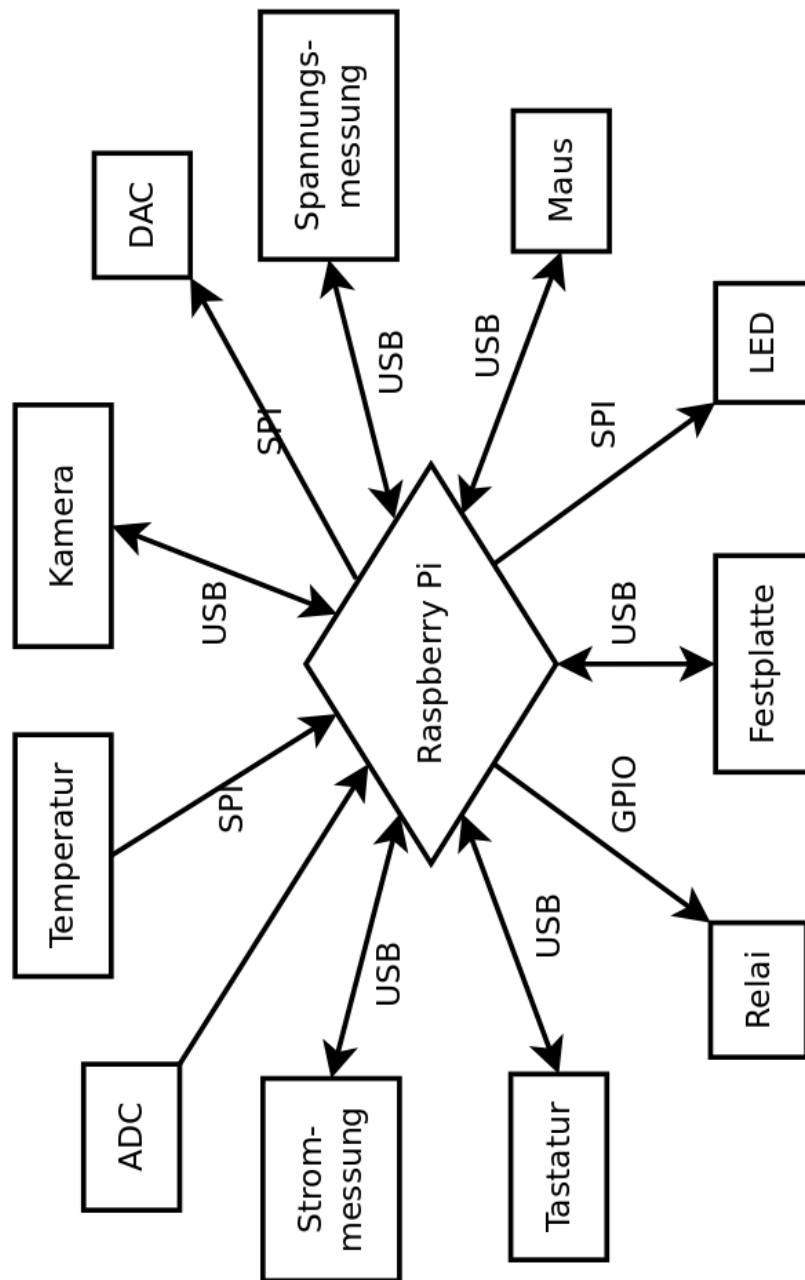 Temperatur
Kamera
ADC
DAC
SPI
USB
SPI
Strom-
messung
Spannungs-
messung
USB
USB
Raspberry Pi
USB
USB
Tastatur
Maus
GPIO
USB
SPI
Relai
Festplatte
LED